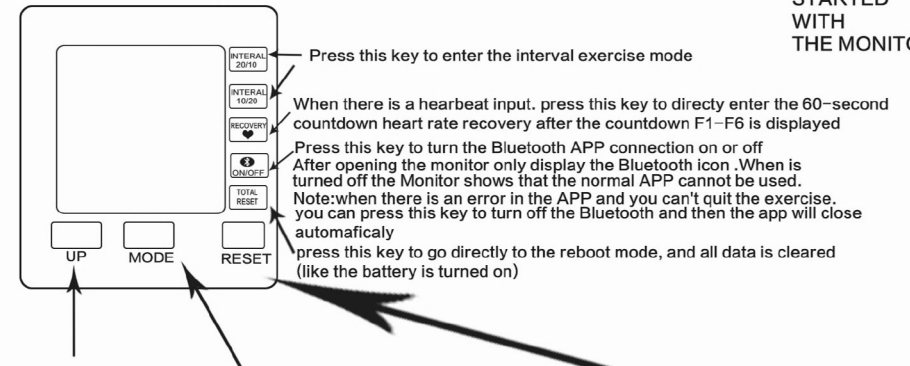 STARTED
WITH
INTERAL
20/10
Press this key to enter the interval exercise mode
INTERAL
10/20
When there is a hearbeat input. press this key to directy enter the 60-second
RECOVERY
countdown heart rate recovery after the countdown F1-F6 is displayed
Press this key to turn the Bluetooth APP connection on or off
ON/OFF
After opening the monitor only display the Bluetooth icon .When is
turned off the Monitor shows that the normal APP cannot be used.
TOTAL
RESET
Note:when there is an error in the APP and you can't quit the exercise.
you can press this key to turn off the Bluetooth and then the app will close
automaficaly
press this key to go directly to the reboot mode, and all data is cleared
(like the battery is turned on)
UP
MODE
RESET